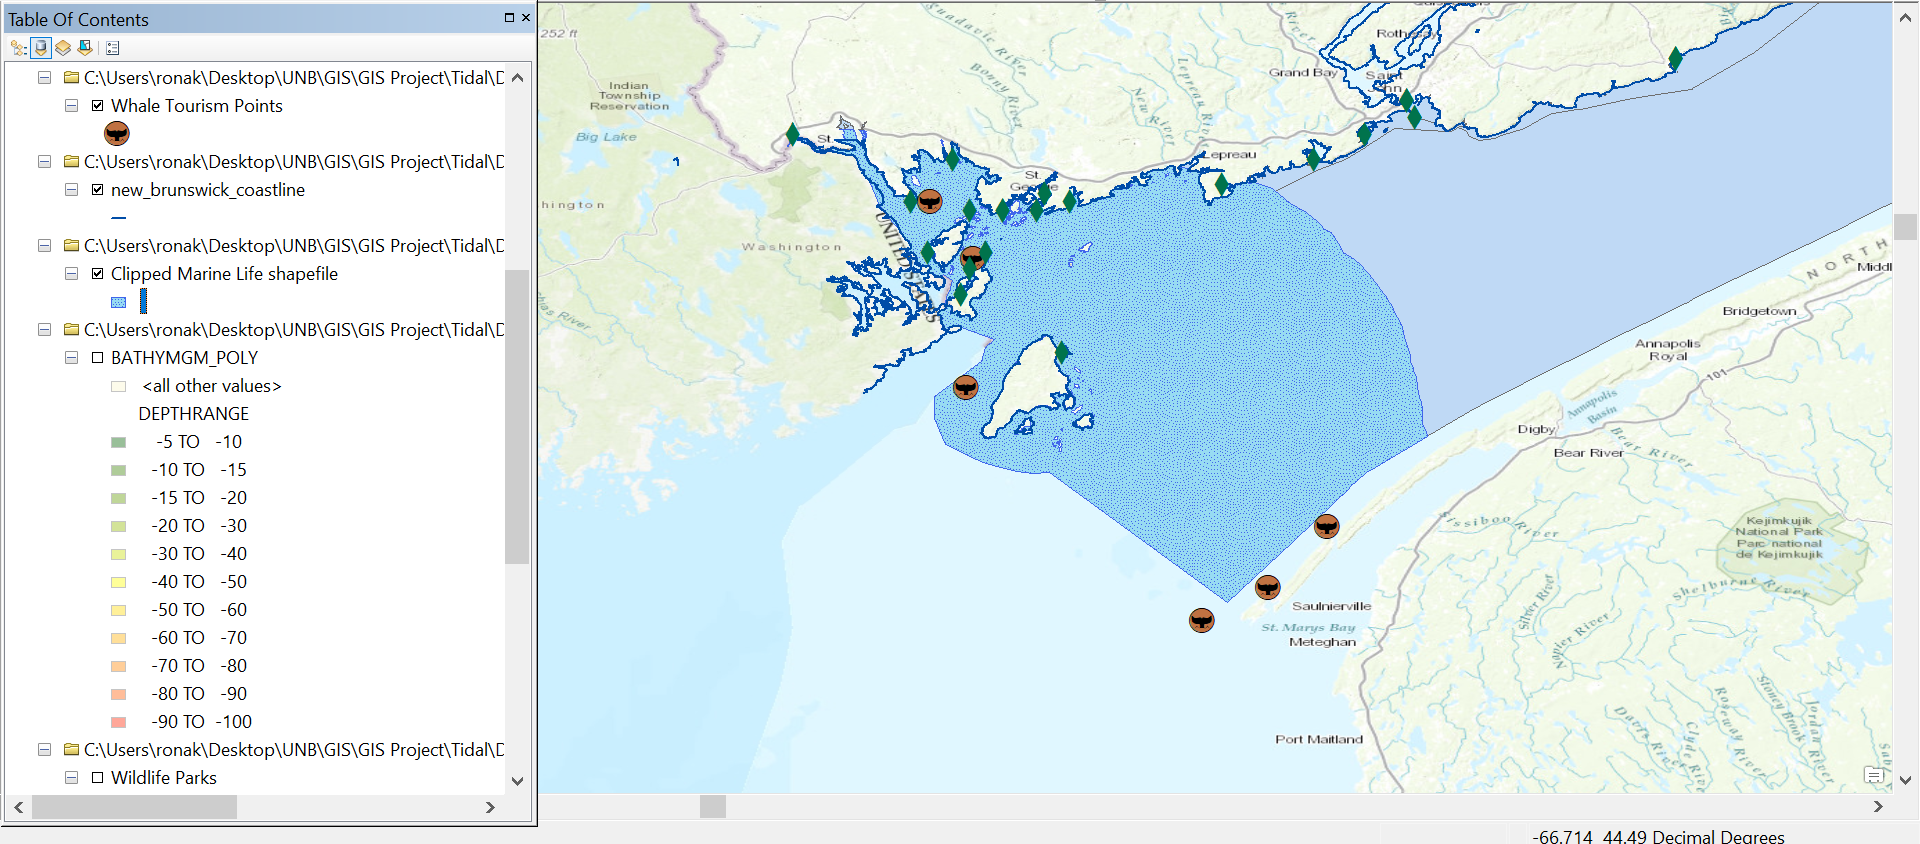 Table Of Contents
C:\Users\ronak\Desktop\UNB\GIS\GIS Project\Tidal\D
Whale Tourism Points
C:\Users\ronak\Desktop\UNB\GIS\GIS Project\Tidal\D
new_brunswick_coastline
C:\Users\ronak\Desktop\UNB\GIS\GIS Project\Tidal\D
Clipped Marine Life shapefile
C:\Users\ronak\Desktop\UNB\GIS\GIS Project\Tidal\D
BATHYMGM_POLY
<all other values>
DEPTHRANGE
-5 TO -10
-10 TO -15
-15 TO -20
-20 TO -30
-30 TO -40
-40 TO -50
-50 TO -60
-60 TO -70
-70 TO -80
-80 TO -90
-90 TO -100
C:\Users\ronak\Desktop\UNB\GIS\GIS Project\Tidal\D
Wildlife Parks
252 ft
Indian
Township
Reservation
Big Lake
hington
Washington
UNITED STATES
St.
Bonny River
New River
Lepreau River
St.
George
Lepreau
Grand Bay
Saint
John
Rothesay
NORTH
Middl
Bridgetown
Annapolis
Royal
101
Annapolis
Basin
Digby
Bear River
Bear River
Sissiboo River
Kejimkujik
National Park
Parc national
de Kejimkujik
Shelburne River
Silver River
Napier River
Saulnierville
St. Marys Bay
Meteghan
Port Maitland
Davis River
Clyde River
Roseway River
Stoney Brook
Jordan River
-66.714 44.49 Decimal Degrees